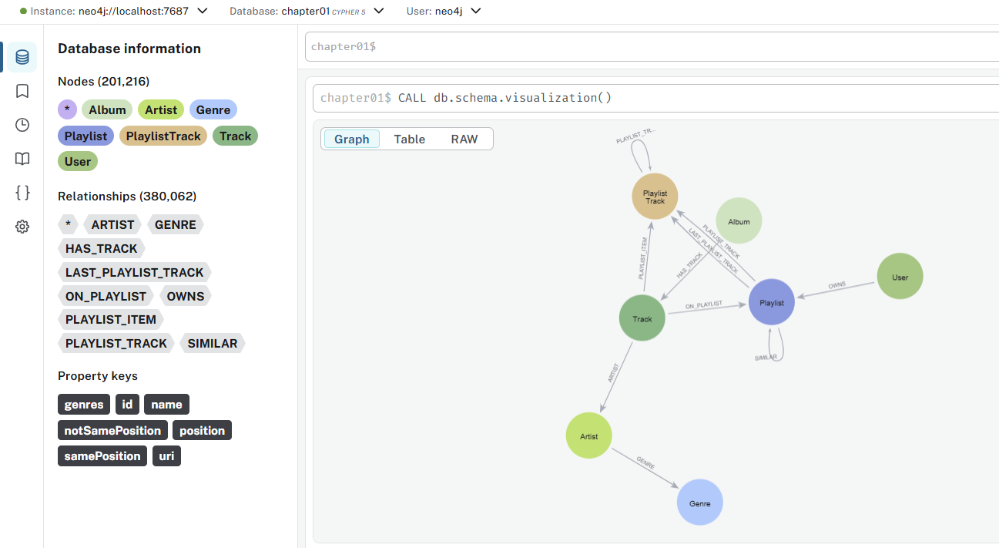 Instance: neo4j://localhost:7687 Database: chapter01 CYPHER 5 User: neo4j
Database information
Nodes (201,216)
* Album Artist Genre
Playlist PlaylistTrack Track
User
Relationships (380,062)
* ARTIST GENRE
HAS_TRACK
LAST_PLAYLIST_TRACK
ON_PLAYLIST OWNS
PLAYLIST_ITEM
PLAYLIST_TRACK SIMILAR
Property keys
genres id name
notSamePosition position
samePosition uri
chapter01$
chapter01$ CALL db.schema.visualization()
Graph Table RAW
PLAYLIST_TR...
Playlist
Track
Album
PLAYLIST_TRACK
LAST_PLAYLIST_TRACK
PLAYLIST_ITEM
HAS_TRACK
User
OWNS
Playlist
ON_PLAYLIST
Track
SIMILAR
ARTIST
Artist
GENRE
Genre